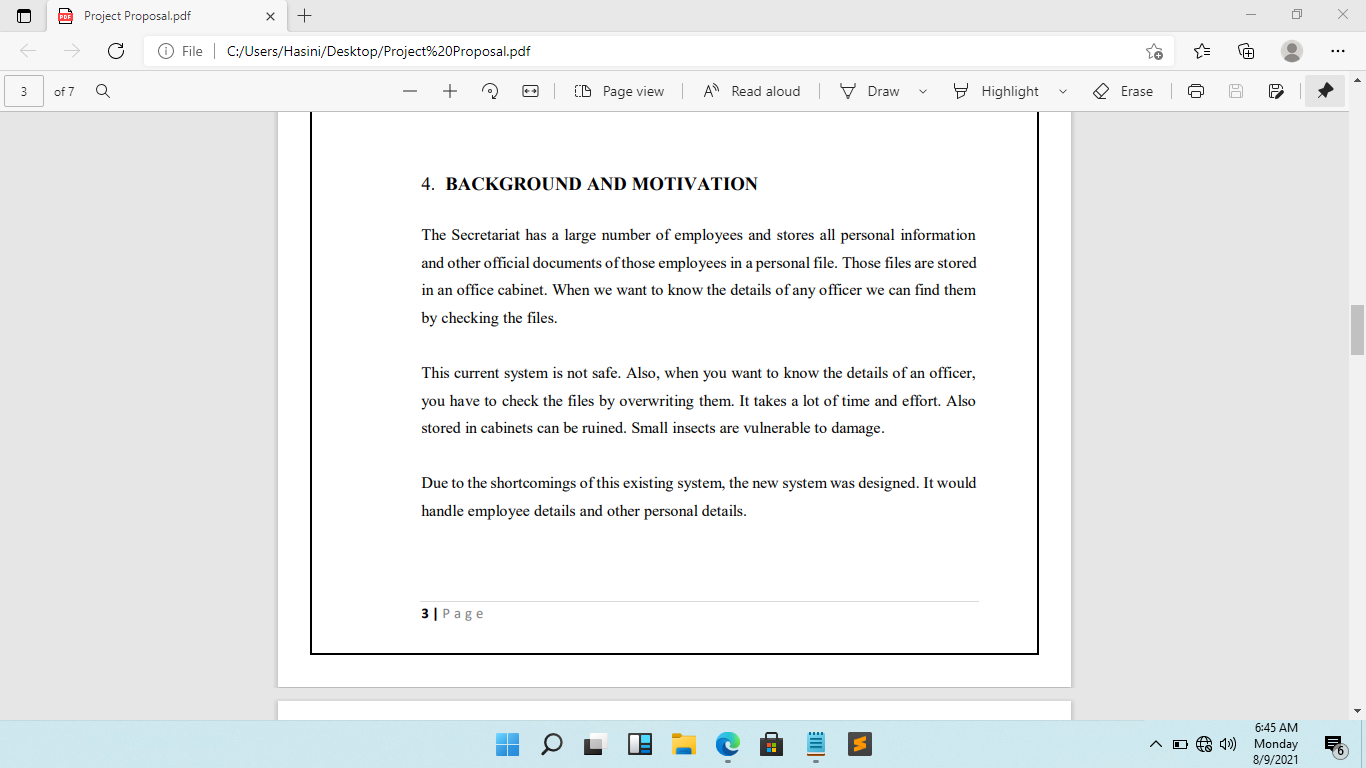 Project Proposal.pdf
File
C:/Users/Hasini/Desktop/Project%20Proposal.pdf
3 of 7
Page view
Read aloud
Draw
Highlight
Erase
4. BACKGROUND AND MOTIVATION
The Secretariat has a large number of employees and stores all personal information
and other official documents of those employees in a personal file. Those files are stored
in an office cabinet. When we want to know the details of any officer we can find them
by checking the files.
This current system is not safe. Also, when you want to know the details of an officer,
you have to check the files by overwriting them. It takes a lot of time and effort. Also
stored in cabinets can be ruined. Small insects are vulnerable to damage.
Due to the shortcomings of this existing system, the new system was designed. It would
handle employee details and other personal details.
3 | Page
6:45 AM
Monday
8/9/2021
6